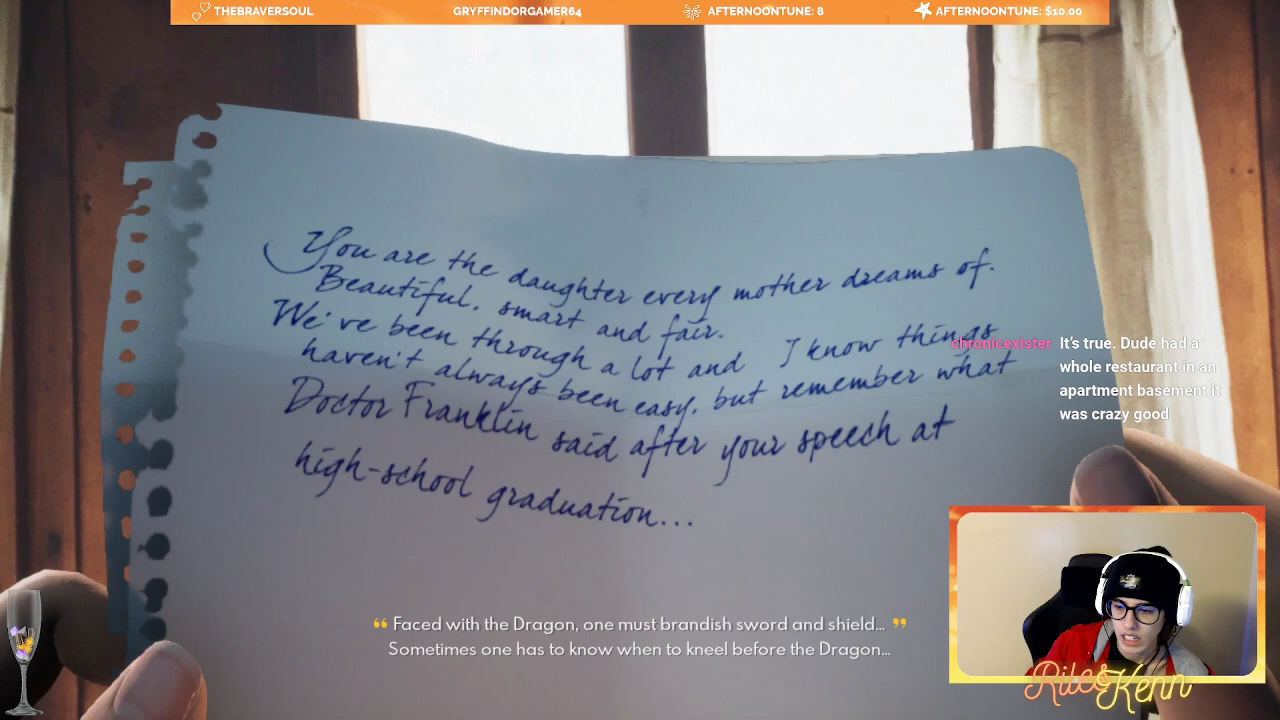 THEBRAVERSOUL
GRYFFINDORGAMER64
AFTERNOONTUNE: 8
AFTERNOONTUNE: $10.00
You are the daughter every mother dreams of.
Beautiful, smart and fair.
We've been through a lot and I know things
haven't always been easy, but remember what
Doctor Franklin said after your speech at
high-school graduation...
chronicexister It's true. Dude had a
whole restaurant in an
apartment basement it
was crazy good
❝ Faced with the Dragon, one must brandish sword and shield... ❞
Sometimes one has to know when to kneel before the Dragon...
Rile&Kenn